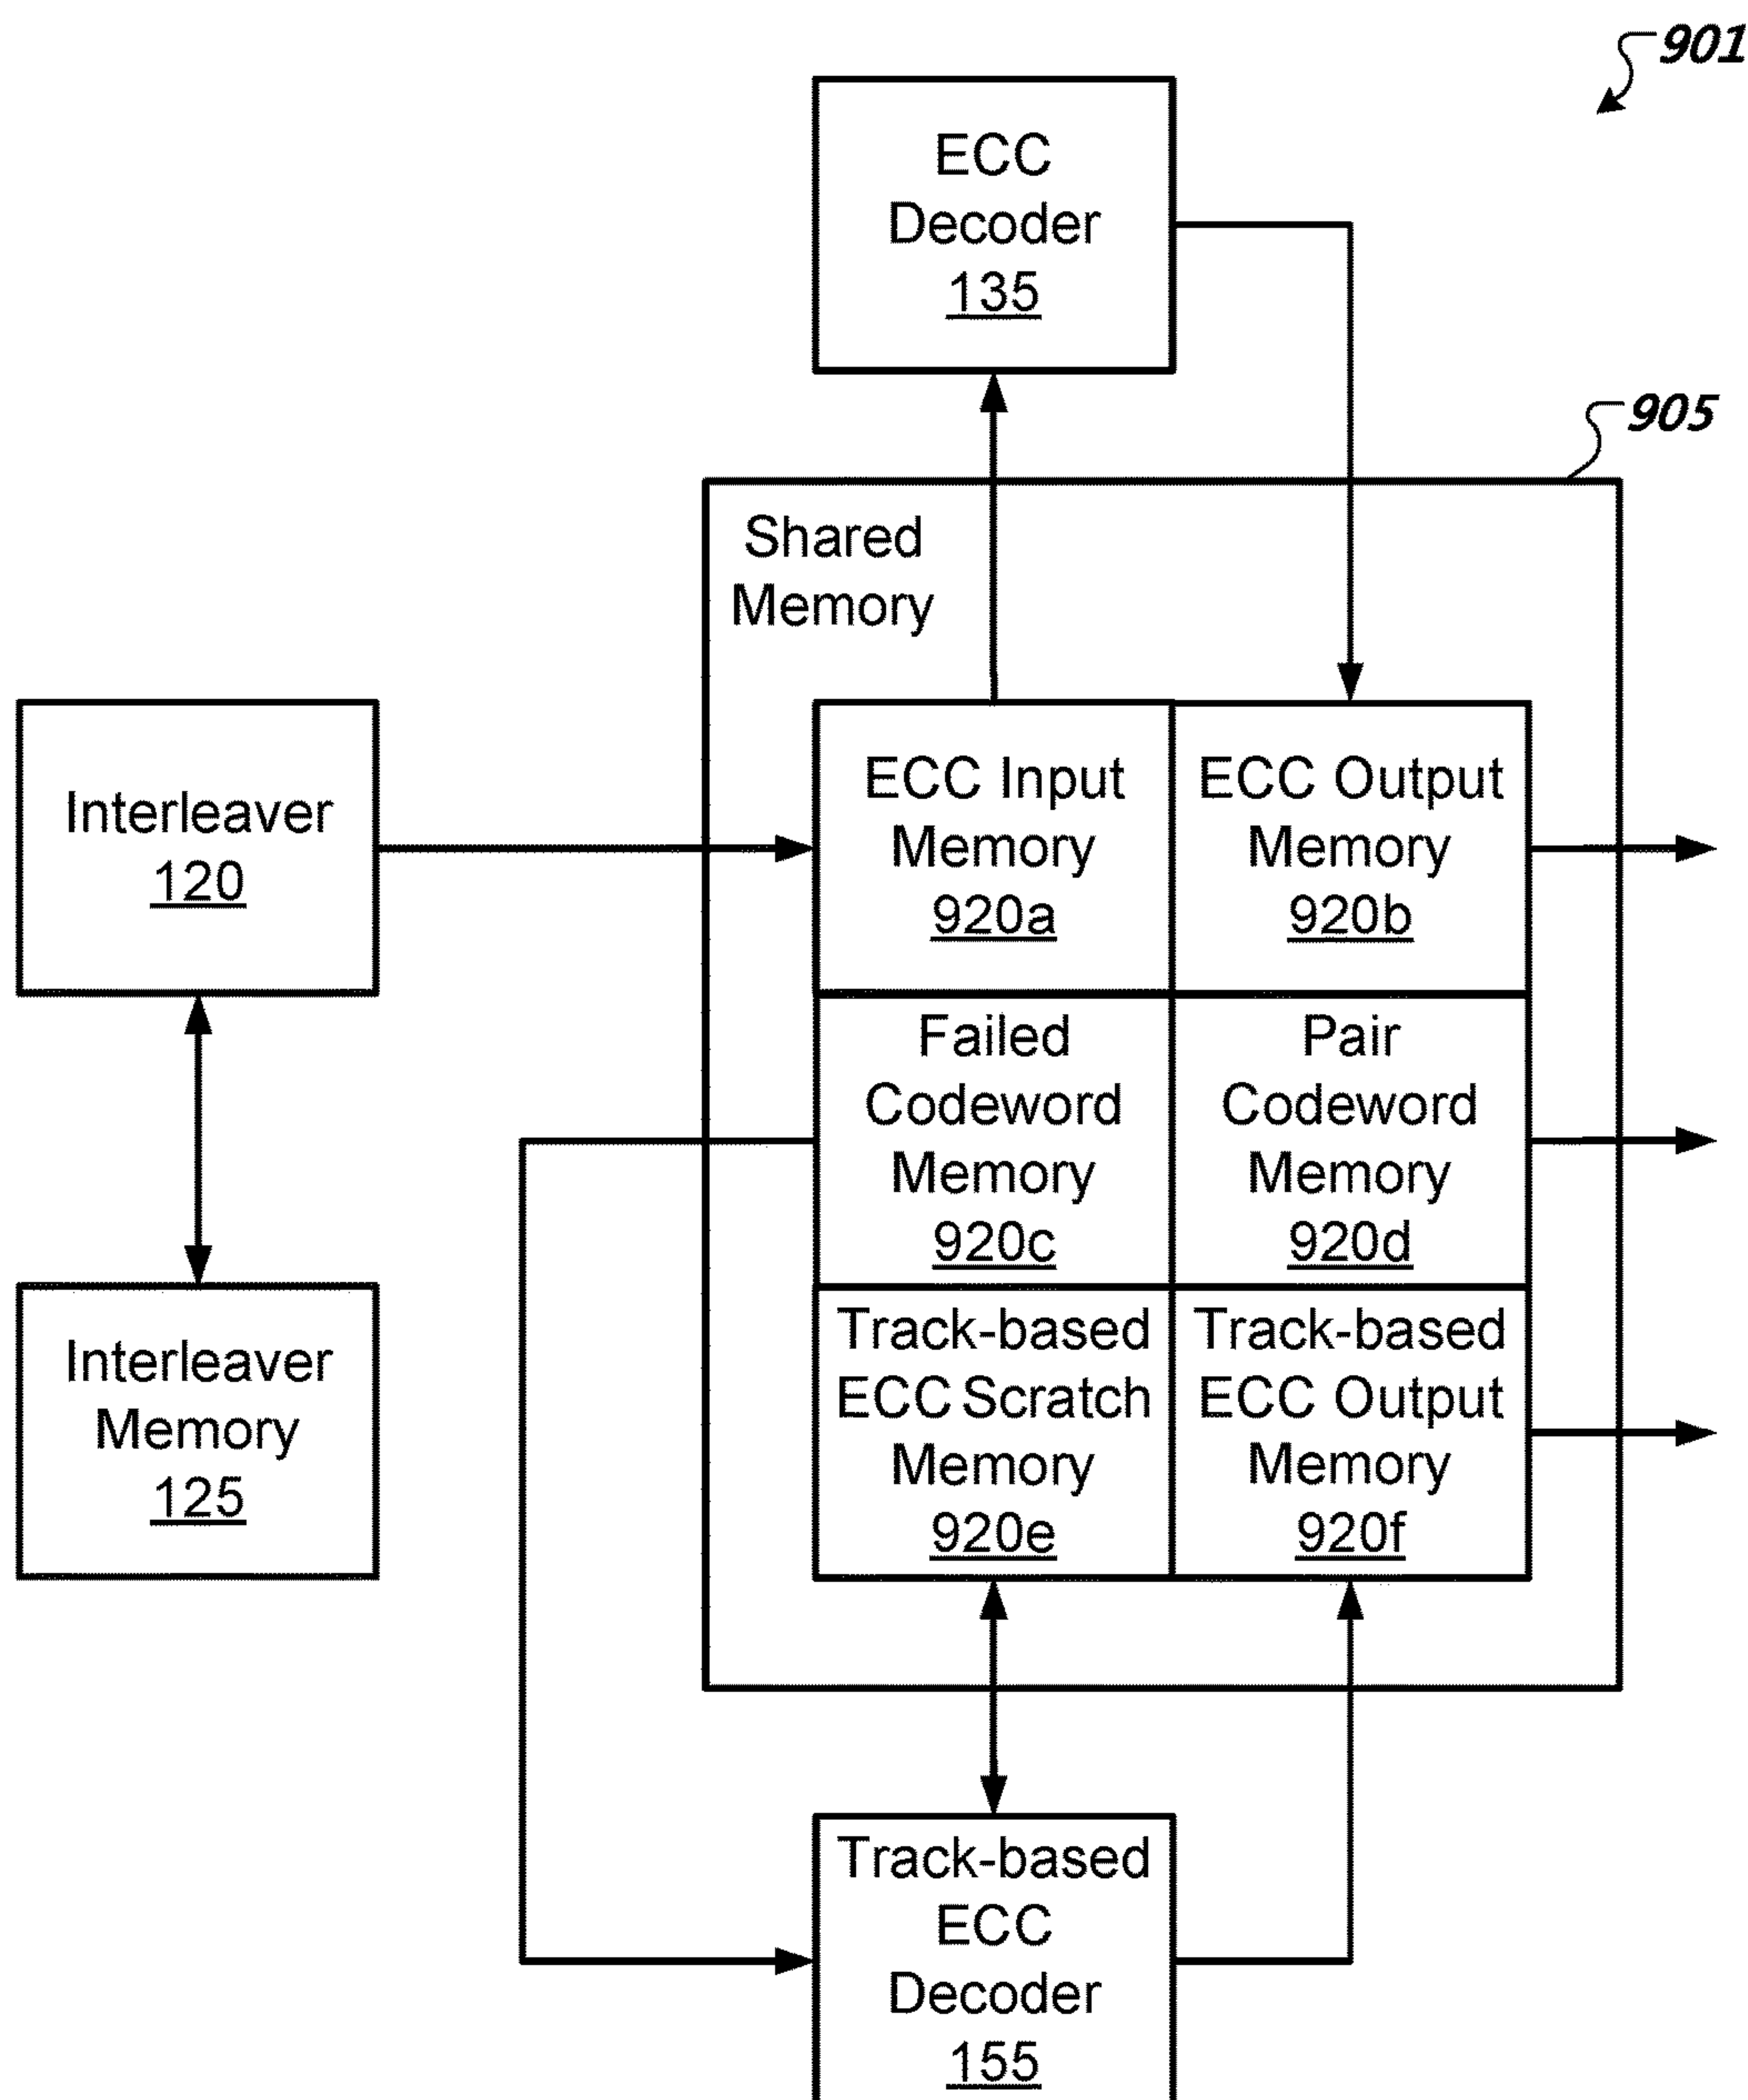 901
ECC
Decoder
135
905
Shared
Memory
Interleaver
120
ECC Input
Memory
920a
ECC Output
Memory
920b
Failed
Codeword
Memory
920c
Pair
Codeword
Memory
920d
Interleaver
Memory
125
Track-based
ECC Scratch
Memory
920e
Track-based
ECC Output
Memory
920f
Track-based
ECC
Decoder
155